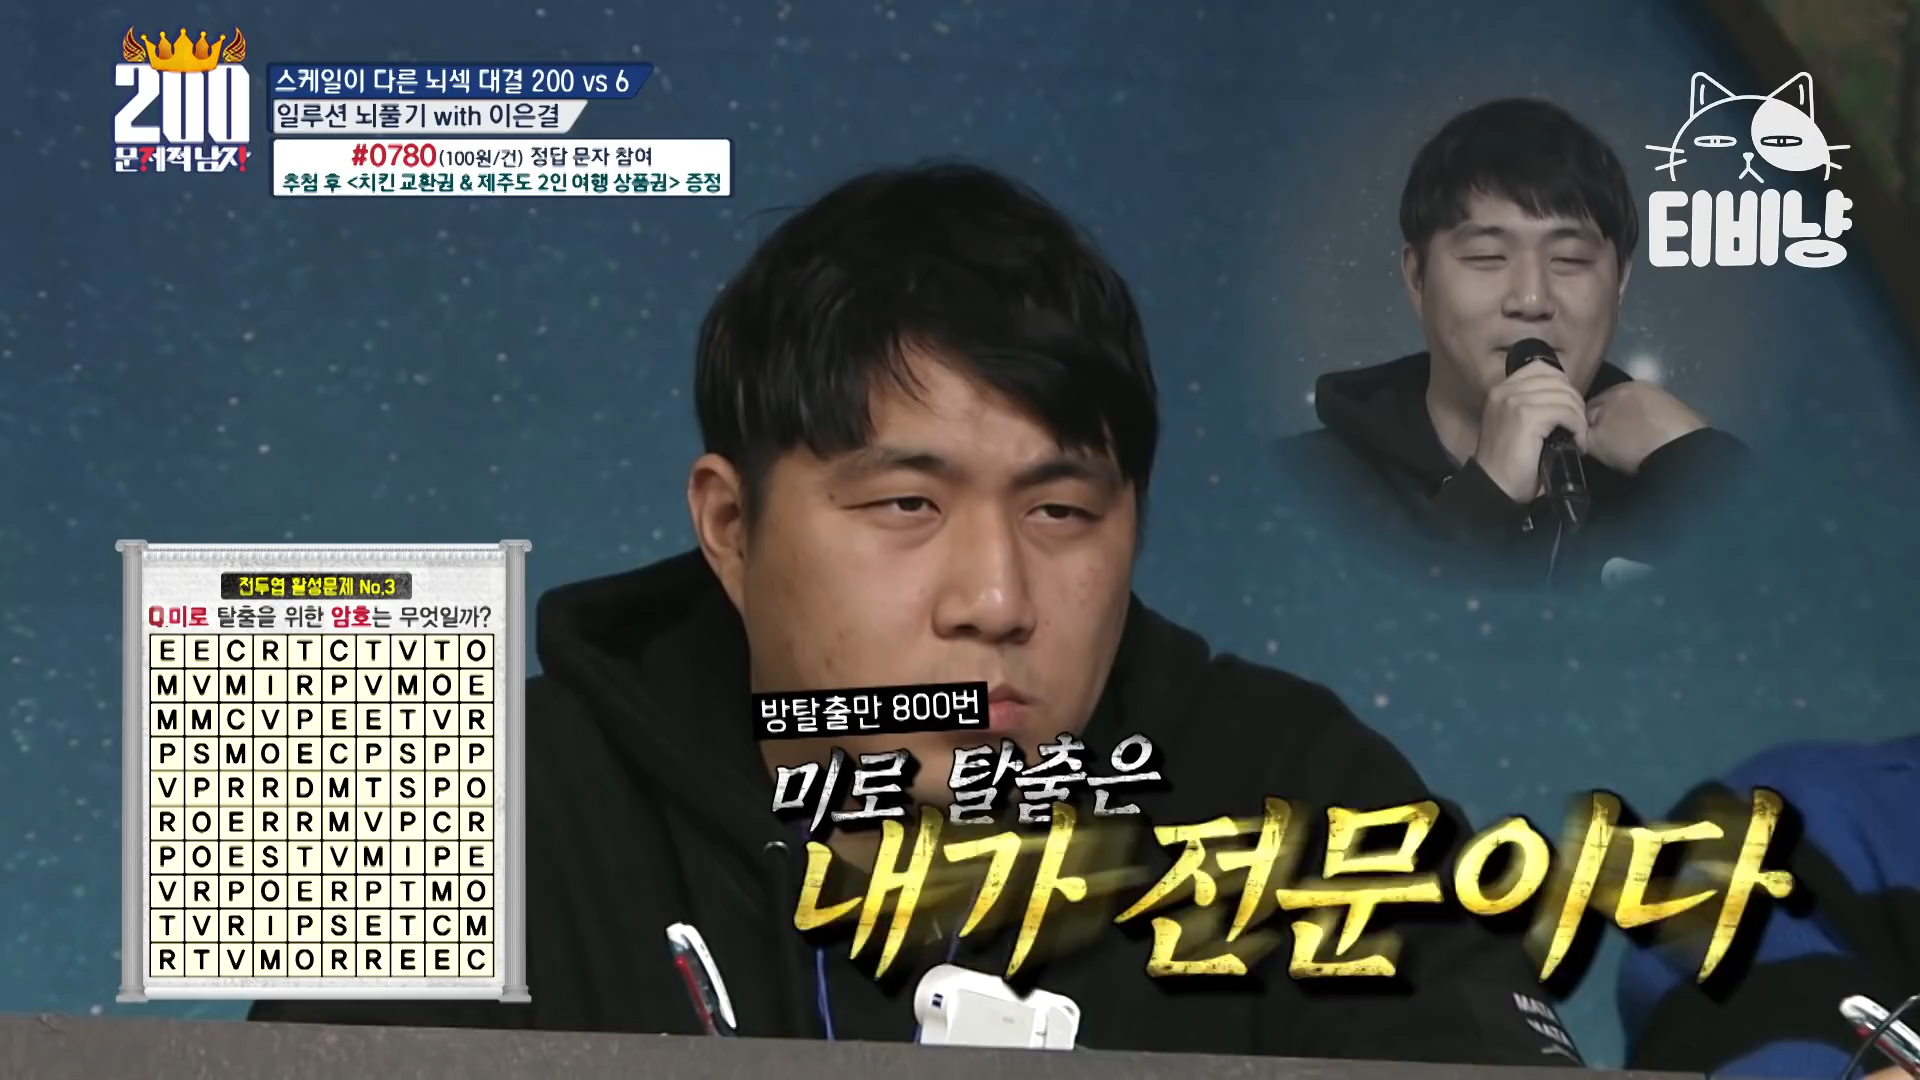 200
문제적남자
스케일이 다른 뇌섹 대결 200 vs 6
일루션 뇌풀기 with 이은결
#0780(100원/건) 정답 문자 참여
추첨 후 <치킨 교환권 & 제주도 2인 여행 상품권> 증정
티비냥
전두엽 활성문제 No.3
Q.미로 탈출을 위한 암호는 무엇일까?
E E C R T C T V T O
M V M I R P V M O E
M M C V P E E T V R
P S M O E C P S P P
V P R R D M T S P O
R O E R R M V P C R
P O E S T V M I P E
V R P O E R P T M O
T V R I P S E T C M
R T V M O R R E E C
방탈출만 800번
미로 탈출은
내가 전문이다